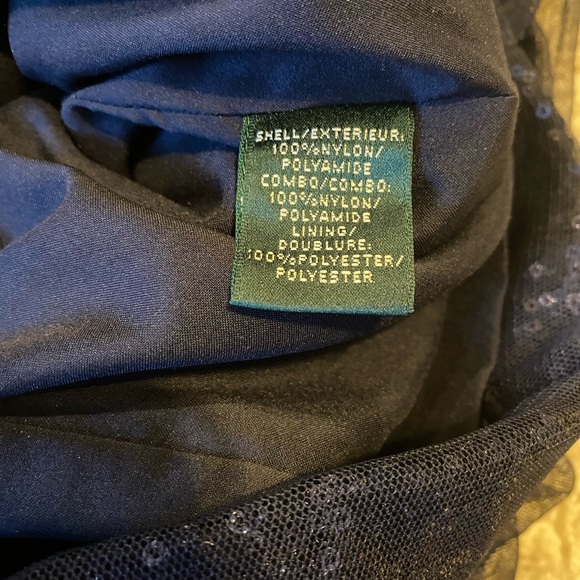 SHELL/EXTERIEUR:
100%NYLON/
POLYAMIDE
COMBO/COMBO:
100%NYLON/
POLYAMIDE
LINING/
DOUBLURE:
100%POLYESTER/
POLYESTER